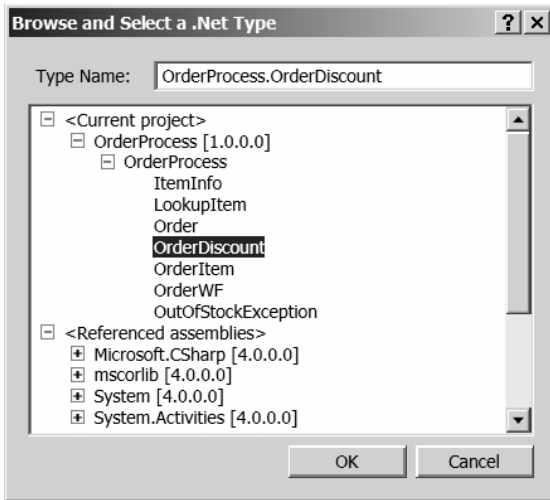 Browse and Select a .Net Type
Type Name: OrderProcess.OrderDiscount
<Current project>
OrderProcess [1.0.0.0]
OrderProcess
ItemInfo
LookupItem
Order
OrderDiscount
OrderItem
OrderWF
OutOfStockException
<Referenced assemblies>
Microsoft.CSharp [4.0.0.0]
mscorlib [4.0.0.0]
System [4.0.0.0]
System.Activities [4.0.0.0]
OK Cancel